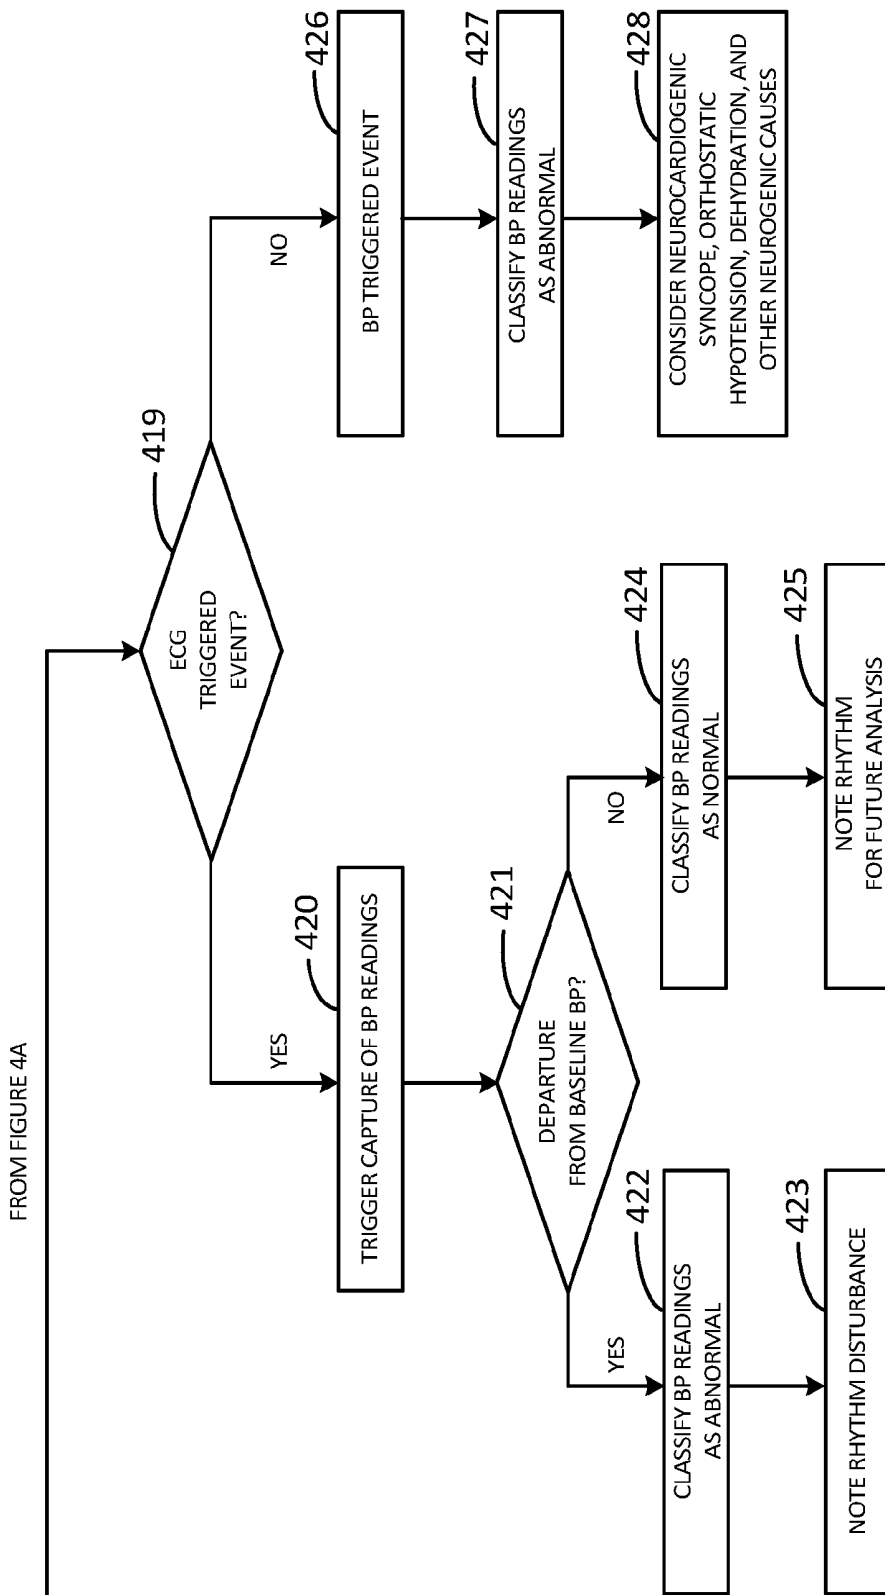 FROM FIGURE 4A
ECG
TRIGGERED
EVENT?
419
YES
NO
TRIGGER CAPTURE OF BP READINGS
420
BP TRIGGERED EVENT
426
DEPARTURE
FROM BASELINE BP?
421
CLASSIFY BP READINGS
AS ABNORMAL
427
YES
NO
CLASSIFY BP READINGS
AS ABNORMAL
422
CLASSIFY BP READINGS
AS NORMAL
424
CONSIDER NEUROCARDIOGENIC
SYNCOPE, ORTHOSTATIC
HYPOTENSION, DEHYDRATION, AND
OTHER NEUROGENIC CAUSES
428
NOTE RHYTHM DISTURBANCE
423
NOTE RHYTHM
FOR FUTURE ANALYSIS
425